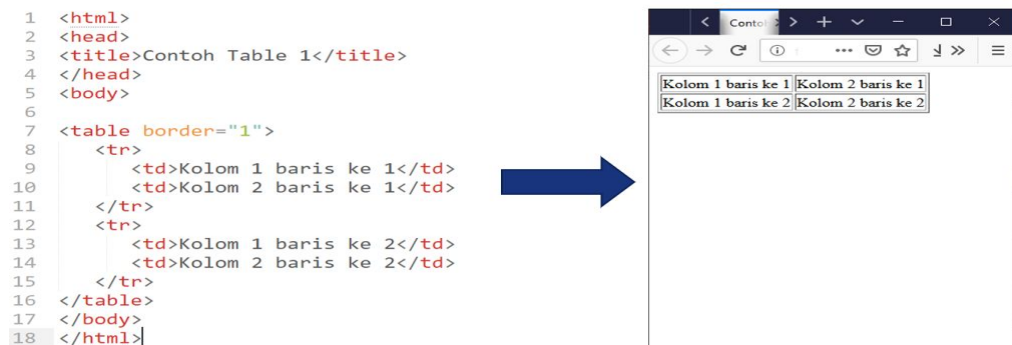 1 <html>
2 <head>
3 <title>Contoh Table 1</title>
4 </head>
5 <body>
6
7 <table border="1">
8 <tr>
9 <td>Kolom 1 baris ke 1</td>
10 <td>Kolom 2 baris ke 1</td>
11 </tr>
12 <tr>
13 <td>Kolom 1 baris ke 2</td>
14 <td>Kolom 2 baris ke 2</td>
15 </tr>
16 </table>
17 </body>
18 </html>
Kolom 1 baris ke 1 Kolom 2 baris ke 1
Kolom 1 baris ke 2 Kolom 2 baris ke 2